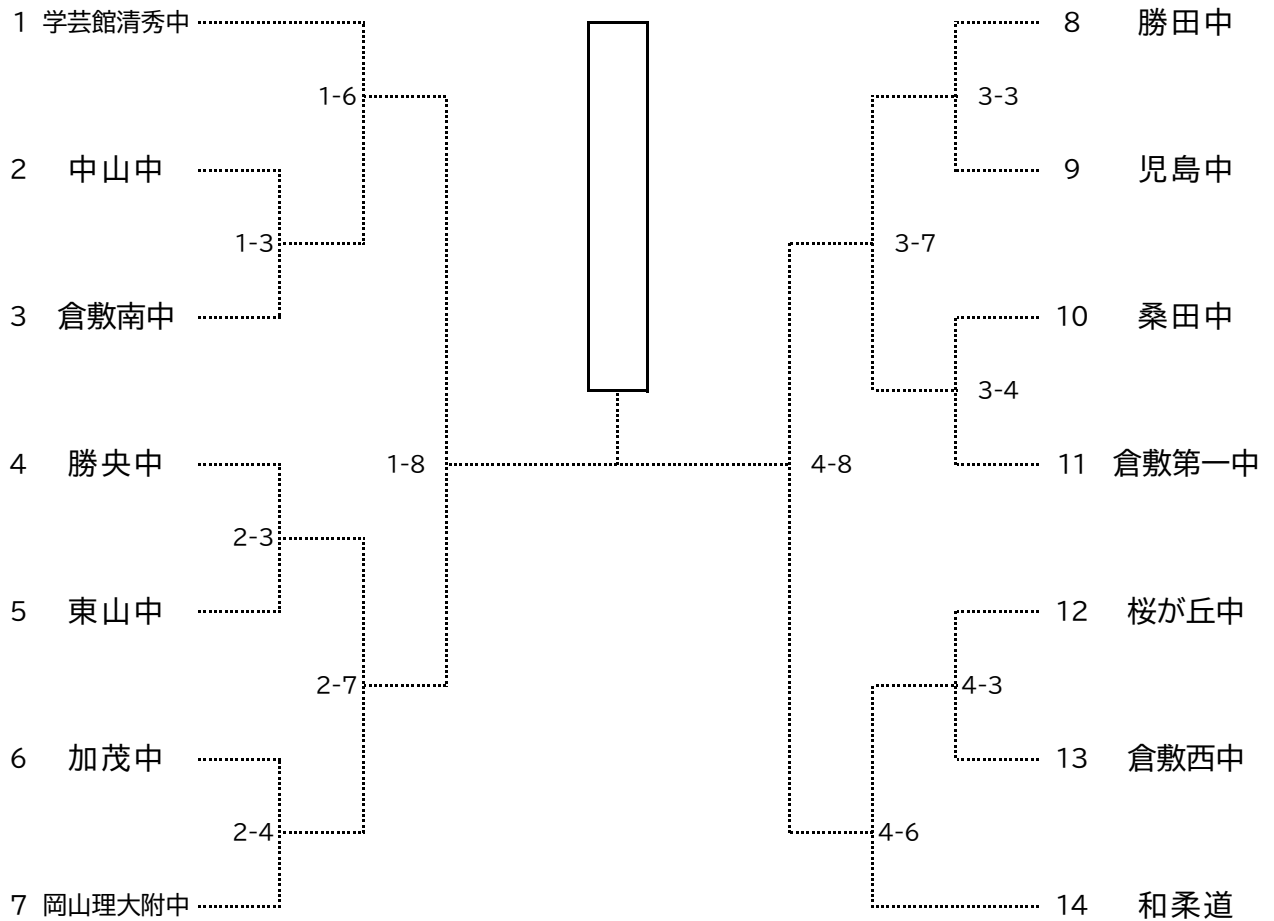 1 学芸館清秀中
1-6
2 中山中
1-3
3 倉敷南中
4 勝央中
1-8
2-3
5 東山中
2-7
6 加茂中
2-4
7 岡山理大附中
8 勝田中
3-3
9 児島中
3-7
10 桑田中
3-4
11 倉敷第一中
4-8
12 桜が丘中
4-3
13 倉敷西中
4-6
14 和柔道